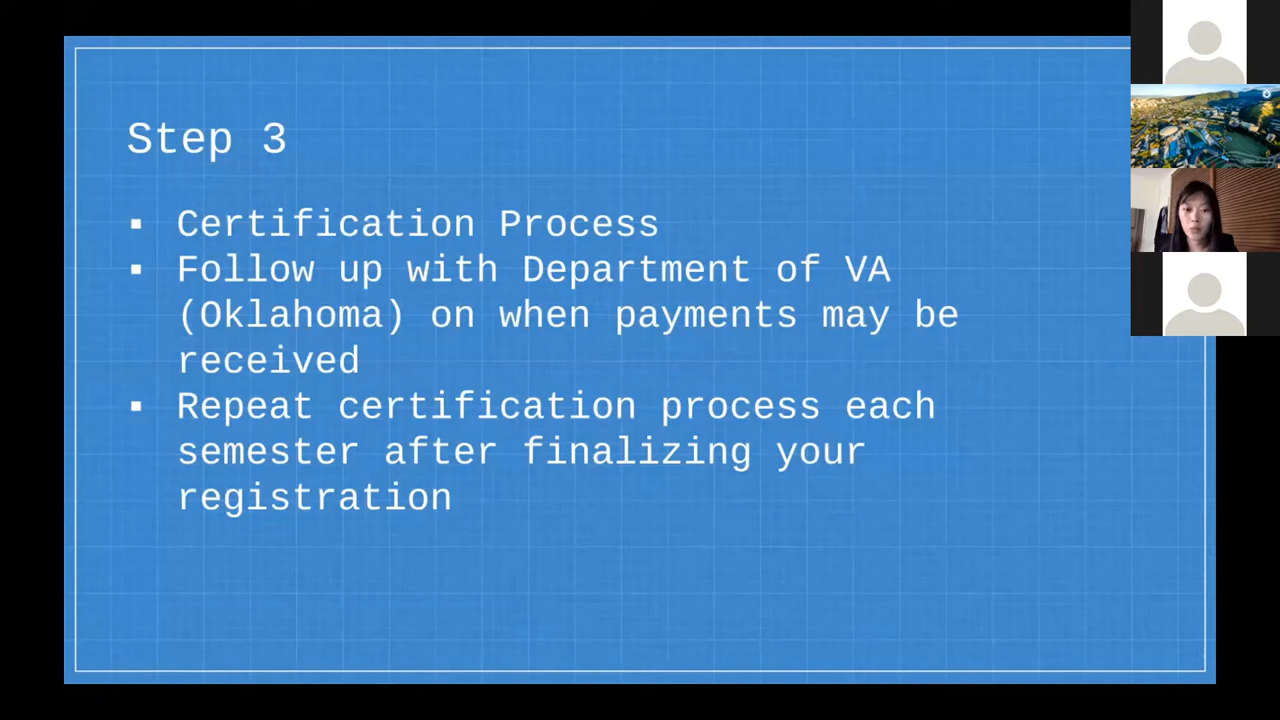 Step 3
▪ Certification Process
▪ Follow up with Department of VA
(Oklahoma) on when payments may be
received
▪ Repeat certification process each
semester after finalizing your
registration